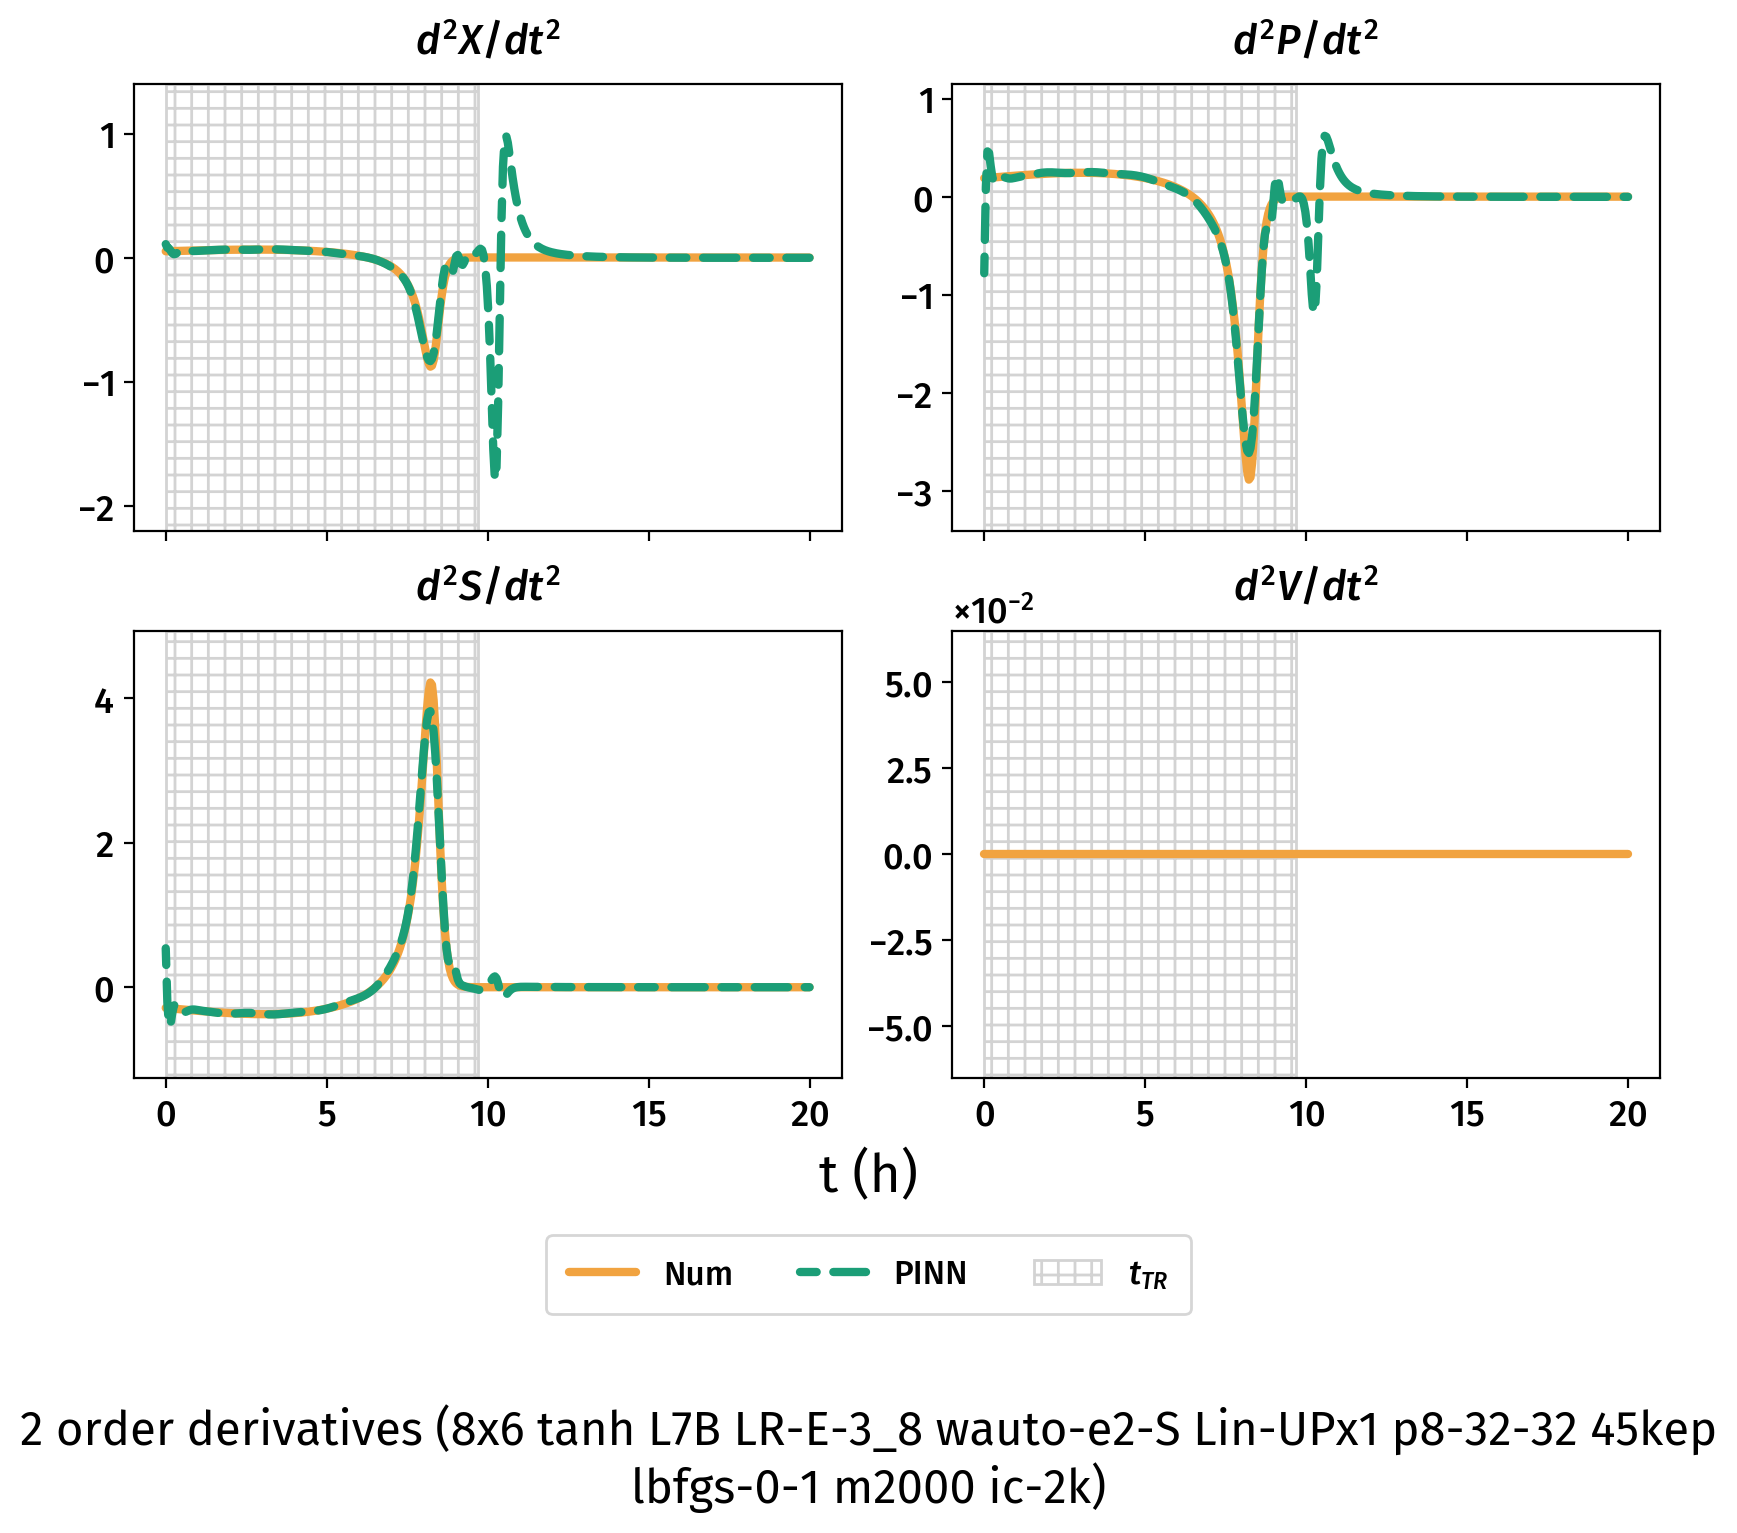 d²X/dt²
d²P/dt²
1
0
−1
−2
1
0
−1
−2
−3
d²S/dt²
d²V/dt²
×10⁻²
4
2
0
5.0
2.5
0.0
−2.5
−5.0
0 5 10 15 20
0 5 10 15 20
t (h)
Num PINN t_TR
2 order derivatives (8x6 tanh L7B LR-E-3_8 wauto-e2-S Lin-UPx1 p8-32-32 45kep
lbfgs-0-1 m2000 ic-2k)